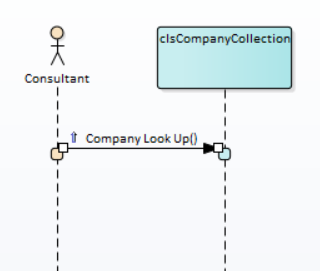 clsCompanyCollection
Consultant
⇑ Company Look Up()